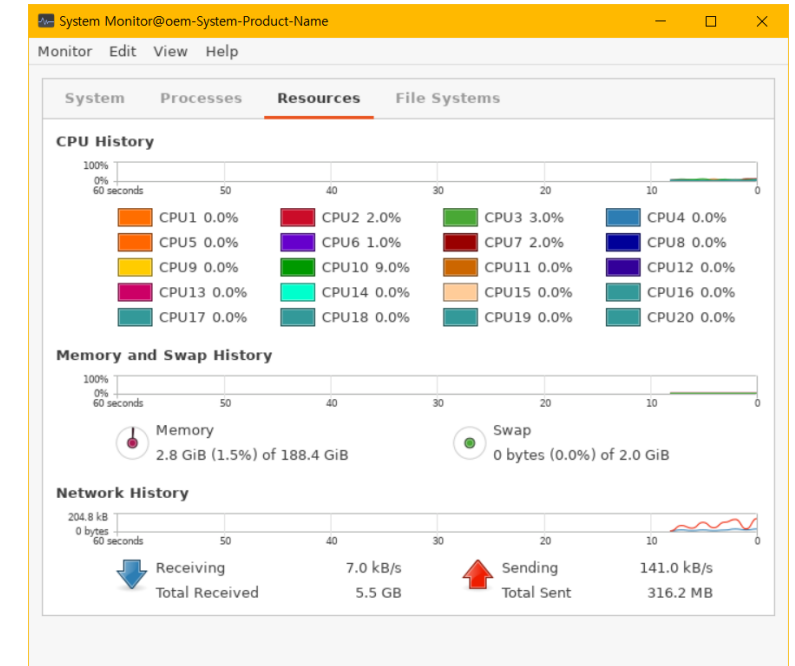 System Monitor@oem-System-Product-Name
Monitor Edit View Help
System Processes Resources File Systems
CPU History
100%
0%
60 seconds 50 40 30 20 10 0
CPU1 0.0% CPU2 2.0% CPU3 3.0% CPU4 0.0%
CPU5 0.0% CPU6 1.0% CPU7 2.0% CPU8 0.0%
CPU9 0.0% CPU10 9.0% CPU11 0.0% CPU12 0.0%
CPU13 0.0% CPU14 0.0% CPU15 0.0% CPU16 0.0%
CPU17 0.0% CPU18 0.0% CPU19 0.0% CPU20 0.0%
Memory and Swap History
100%
0%
60 seconds 50 40 30 20 10 0
Memory Swap
2.8 GiB (1.5%) of 188.4 GiB 0 bytes (0.0%) of 2.0 GiB
Network History
204.8 kB
0 bytes
60 seconds 50 40 30 20 10 0
Receiving 7.0 kB/s Sending 141.0 kB/s
Total Received 5.5 GB Total Sent 316.2 MB